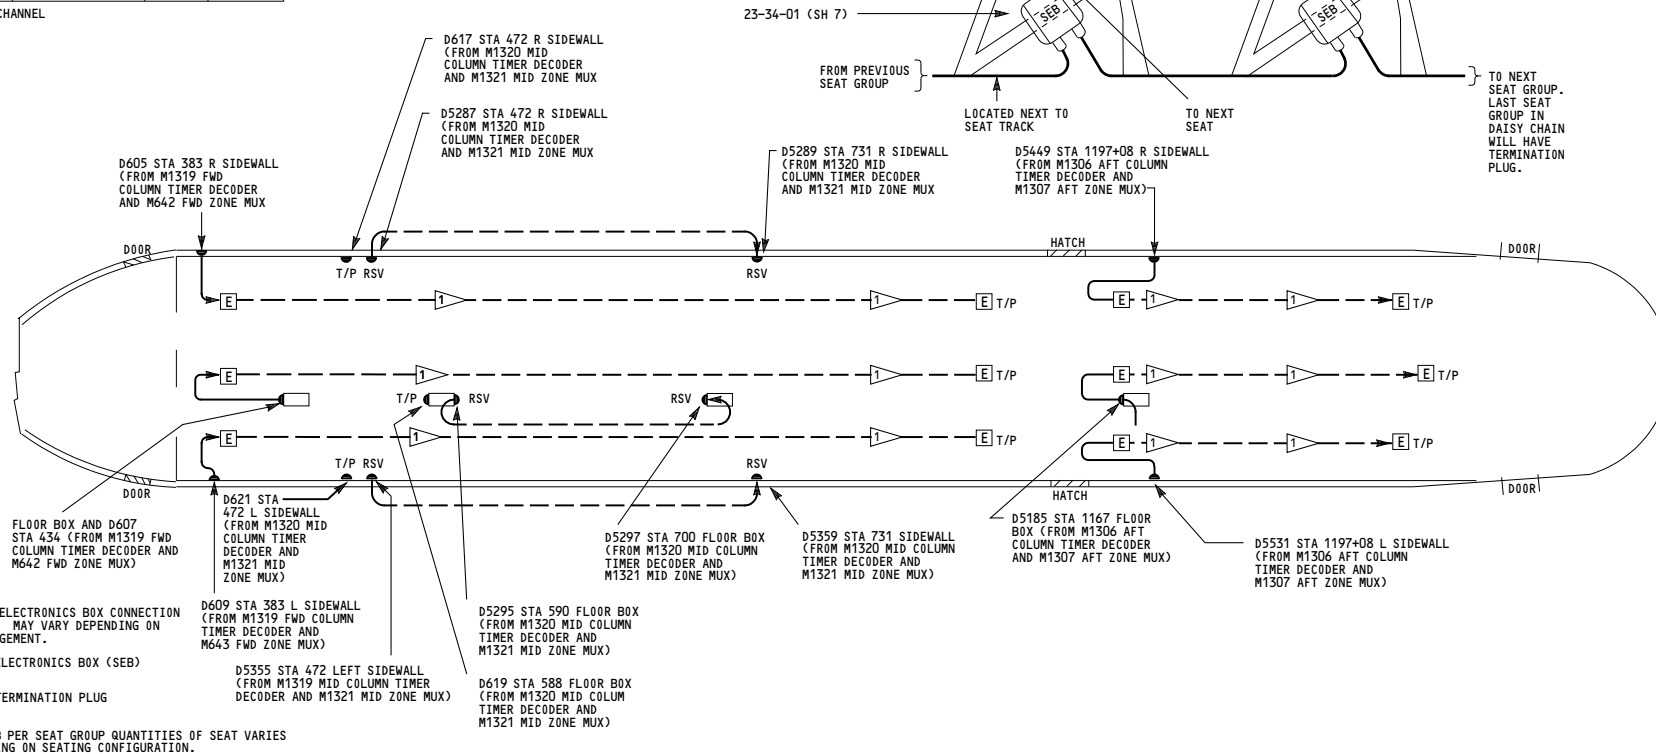 CHANNEL
23-34-01 (SH 7)
SEB
SEB
FROM PREVIOUS
SEAT GROUP
LOCATED NEXT TO
SEAT TRACK
TO NEXT
SEAT
TO NEXT
SEAT GROUP.
LAST SEAT
GROUP IN
DAISY CHAIN
WILL HAVE
TERMINATION
PLUG.
D617 STA 472 R SIDEWALL
(FROM M1320 MID
COLUMN TIMER DECODER
AND M1321 MID ZONE MUX
D5287 STA 472 R SIDEWALL
(FROM M1320 MID
COLUMN TIMER DECODER
AND M1321 MID ZONE MUX
D605 STA 383 R SIDEWALL
(FROM M1319 FWD
COLUMN TIMER DECODER
AND M642 FWD ZONE MUX
D5289 STA 731 R SIDEWALL
(FROM M1320 MID
COLUMN TIMER DECODER
AND M1321 MID ZONE MUX
D5449 STA 1197+08 R SIDEWALL
(FROM M1306 AFT COLUMN
TIMER DECODER AND
M1307 AFT ZONE MUX)
DOOR
HATCH
DOOR
T/P RSV
RSV
E
1
1
E T/P
E
1
1
E T/P
E
1
1
E T/P
E
1
1
E T/P
T/P
RSV
RSV
E
1
1
E T/P
E
1
1
E T/P
T/P RSV
RSV
DOOR
HATCH
DOOR
FLOOR BOX AND D607
STA 434 (FROM M1319 FWD
COLUMN TIMER DECODER AND
M642 FWD ZONE MUX)
D621 STA
472 L SIDEWALL
(FROM M1320 MID
COLUMN TIMER
DECODER AND
M1321 MID
ZONE MUX)
D5297 STA 700 FLOOR BOX
(FROM M1320 MID COLUMN
TIMER DECODER AND
M1321 MID ZONE MUX)
D5359 STA 731 SIDEWALL
(FROM M1320 MID COLUMN
TIMER DECODER AND
M1321 MID ZONE MUX)
D5185 STA 1167 FLOOR
BOX (FROM M1306 AFT
COLUMN TIMER DECODER
AND M1307 AFT ZONE MUX)
D5531 STA 1197+08 L SIDEWALL
(FROM M1306 AFT COLUMN
TIMER DECODER AND
M1307 AFT ZONE MUX)
D609 STA 383 L SIDEWALL
(FROM M1319 FWD COLUMN
TIMER DECODER AND
M643 FWD ZONE MUX)
D5295 STA 590 FLOOR BOX
(FROM M1320 MID COLUMN
TIMER DECODER AND
M1321 MID ZONE MUX)
D5355 STA 472 LEFT SIDEWALL
(FROM M1319 MID COLUMN TIMER
DECODER AND M1321 MID ZONE MUX)
D619 STA 588 FLOOR BOX
(FROM M1320 MID COLUM
TIMER DECODER AND
M1321 MID ZONE MUX)
ELECTRONICS BOX CONNECTION
MAY VARY DEPENDING ON
GEMENT.
LECTRONICS BOX (SEB)
ERMINATION PLUG
PER SEAT GROUP QUANTITIES OF SEAT VARIES
NG ON SEATING CONFIGURATION.